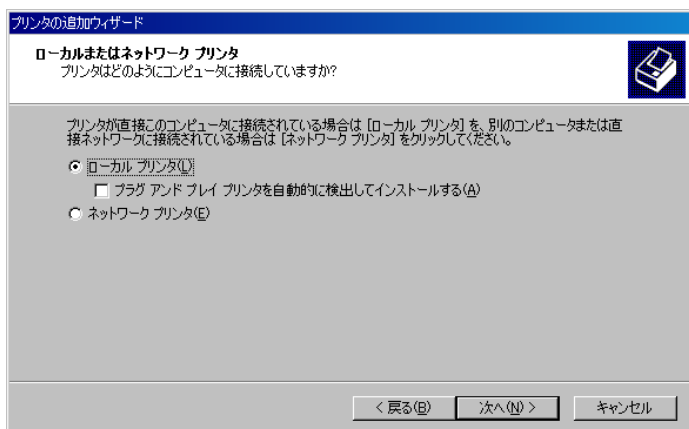 プリンタの追加ウィザード
ローカルまたはネットワーク プリンタ
プリンタはどのようにコンピュータに接続していますか?
プリンタが直接このコンピュータに接続されている場合は [ローカル プリンタ] を、別のコンピュータまたは直
接ネットワークに接続されている場合は [ネットワーク プリンタ] をクリックしてください。
ローカル プリンタ(L)
プラグ アンド プレイ プリンタを自動的に検出してインストールする(A)
ネットワーク プリンタ(E)
< 戻る(B) 次へ(N) > キャンセル